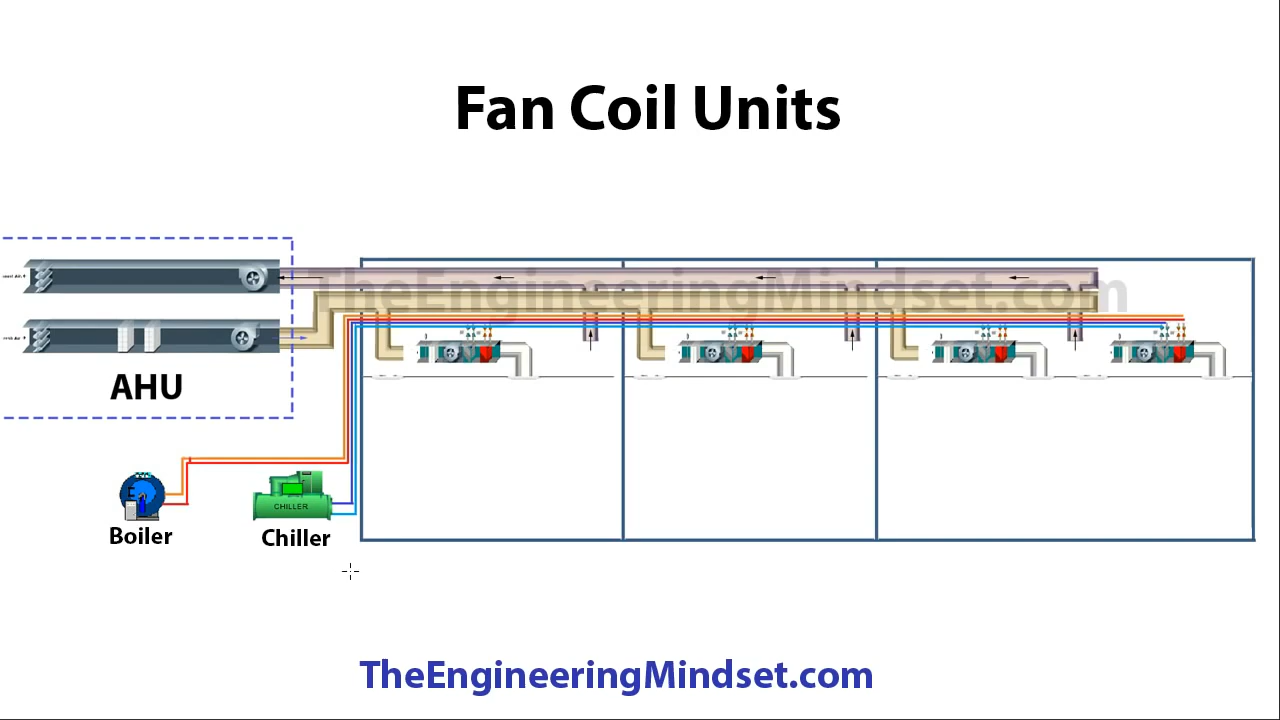 Fan Coil Units
TheEngineeringMindset.com
AHU
CHILLER
Boiler
Chiller
TheEngineeringMindset.com